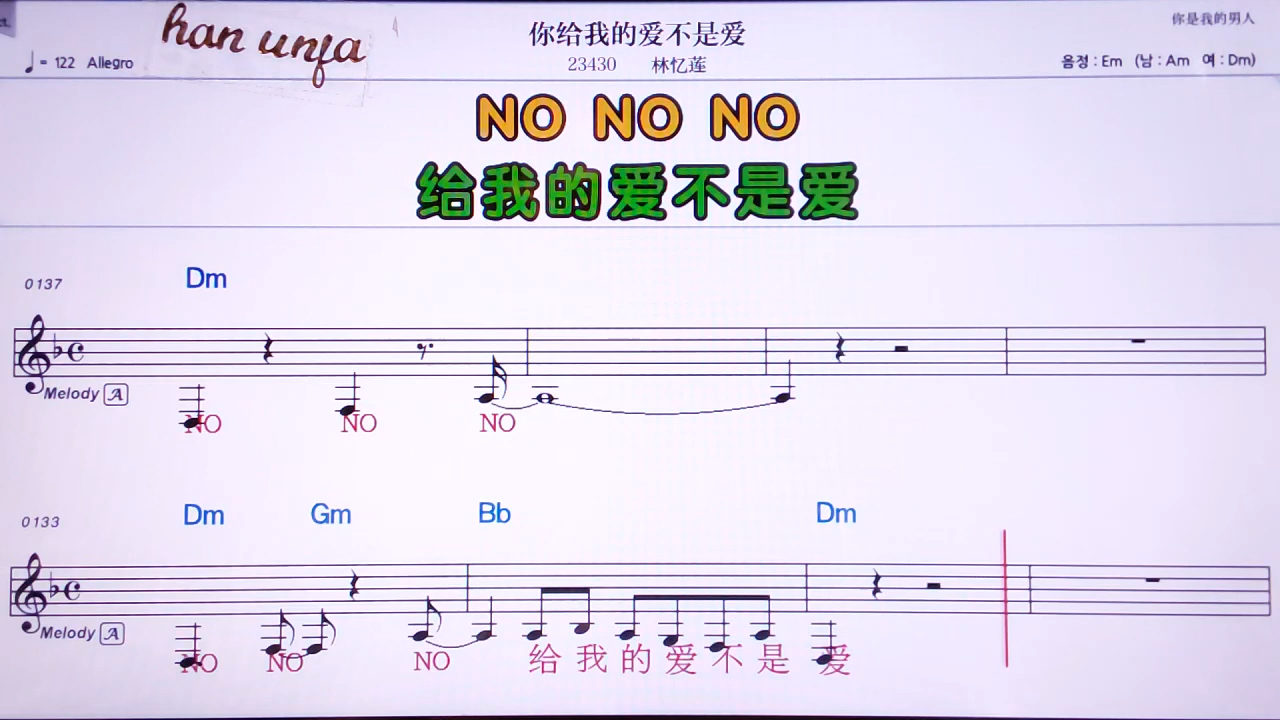 han unfa
你给我的爱不是爱
你是我的男人
♩= 122 Allegro
23430 林忆莲
음정 : Em (남 : Am 여 : Dm)
NO NO NO
给我的爱不是爱
0137
Dm
Melody A
NO NO NO
0133
Dm Gm Bb Dm
Melody A
NO NO NO 给 我 的 爱 不 是 爱